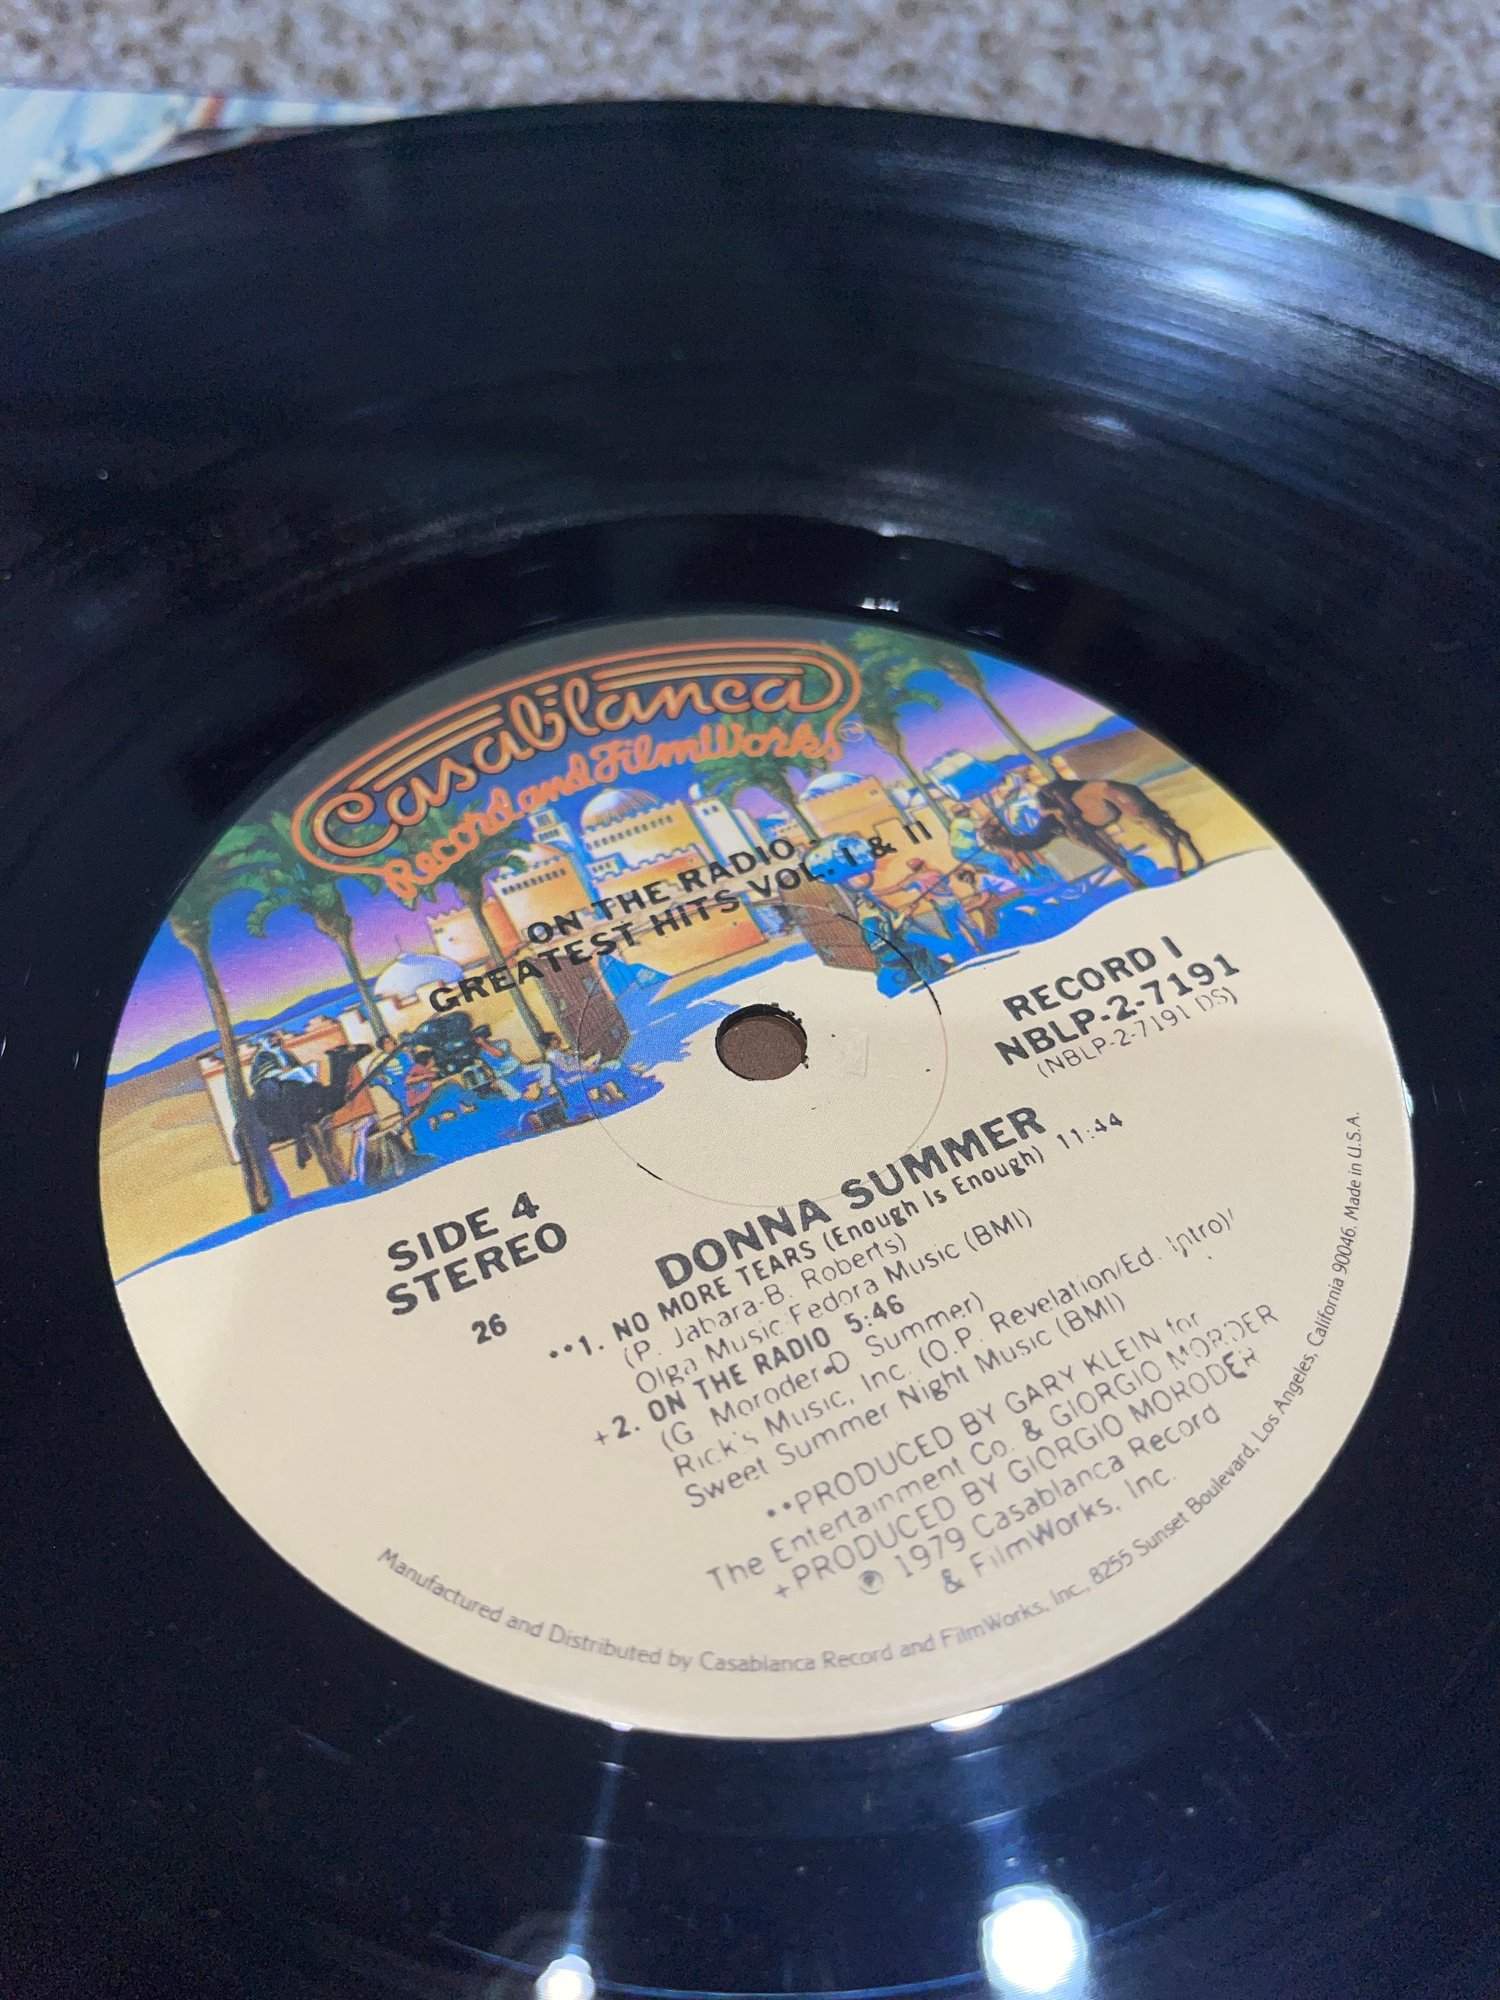 Casablanca
Record and FilmWorks™
ON THE RADIO -
GREATEST HITS VOL. I & II
RECORD I
NBLP-2-7191
(NBLP-2-7191 DS)
SIDE 4
STEREO
26
DONNA SUMMER
**1. NO MORE TEARS (Enough Is Enough) 11:44
(P. Jabara-B. Roberts)
Olga Music/Fedora Music (BMI)
+2. ON THE RADIO 5:46
(G. Moroder-D. Summer)
Rick's Music, Inc. (O.P. Revelation/Ed. Intro)/
Sweet Summer Night Music (BMI)
**PRODUCED BY GARY KLEIN for
The Entertainment Co. & GIORGIO MORODER
+PRODUCED BY GIORGIO MORODER
℗ 1979 Casablanca Record
& FilmWorks, Inc.
Manufactured and Distributed by Casablanca Record and FilmWorks, Inc., 8255 Sunset Boulevard, Los Angeles, California 90046. Made in U.S.A.